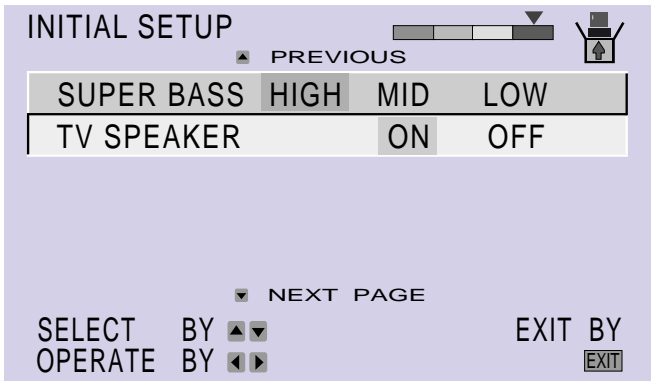 INITIAL SETUP
PREVIOUS
SUPER BASS HIGH MID LOW
TV SPEAKER ON OFF
NEXT PAGE
SELECT BY EXIT BY
OPERATE BY EXIT